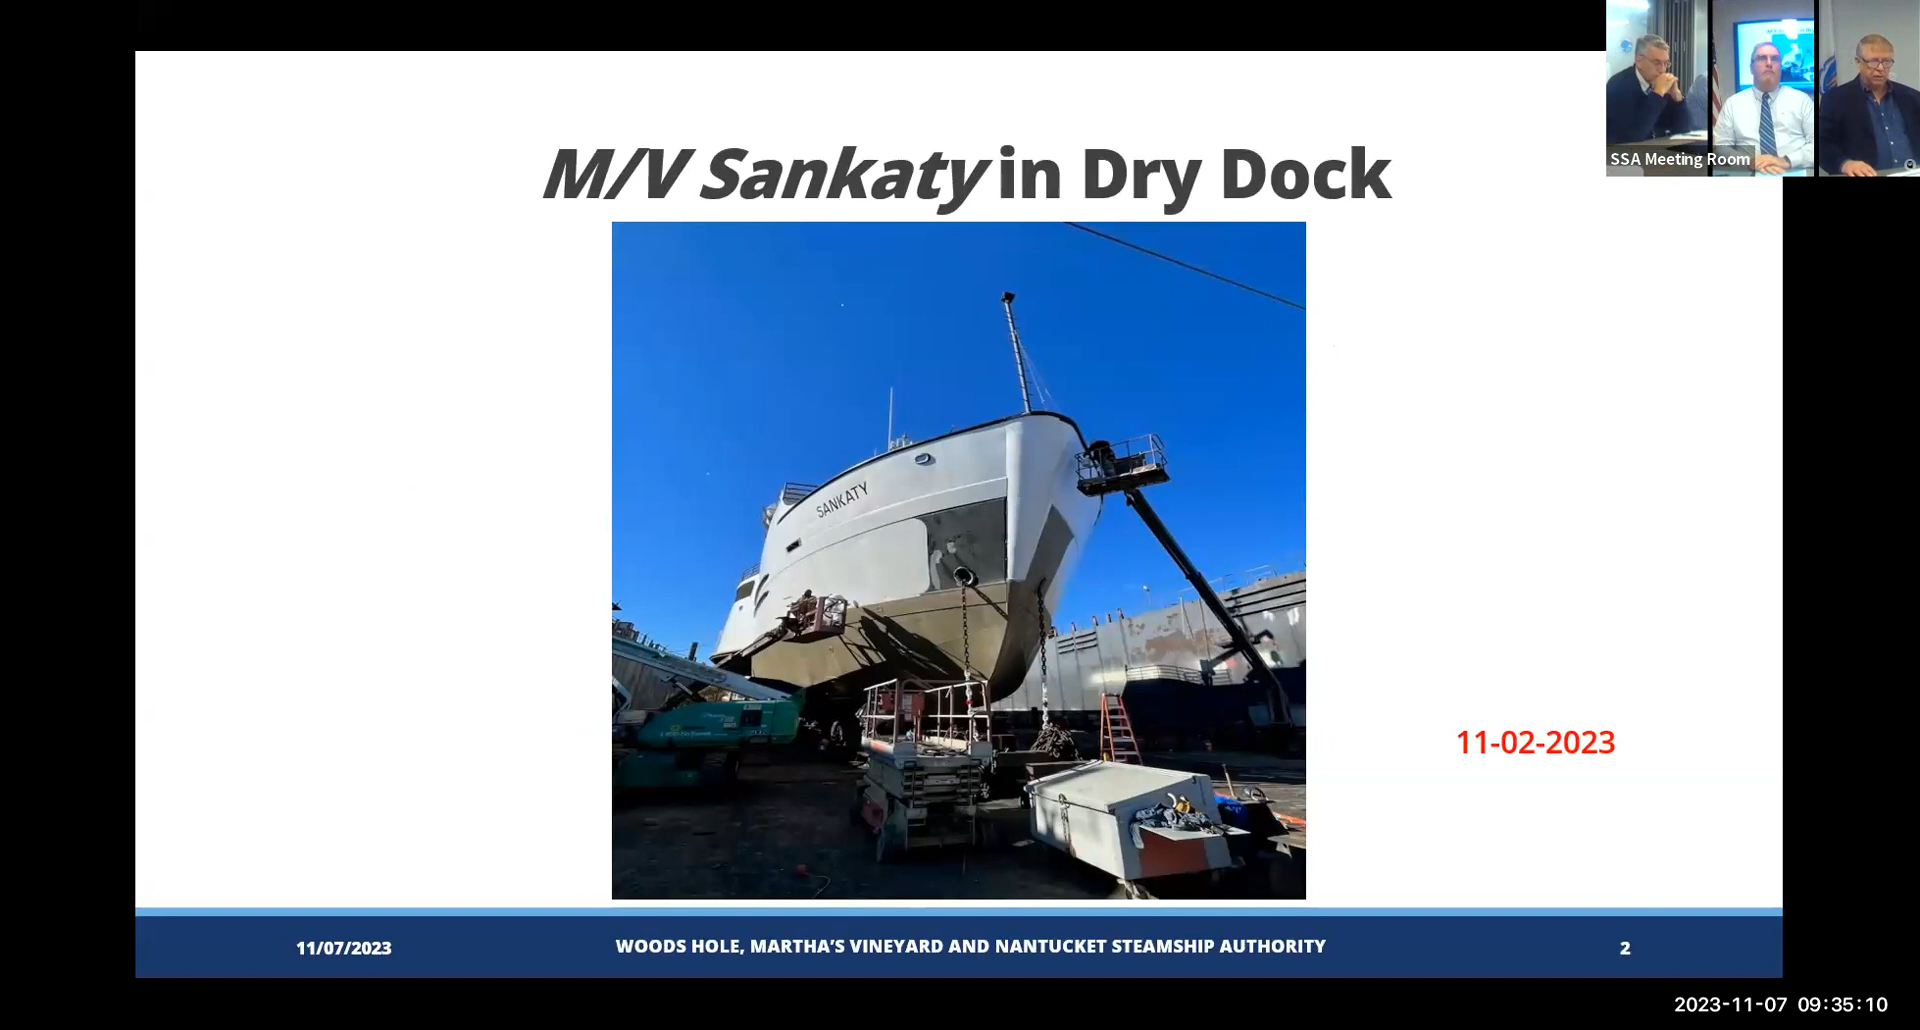 SSA Meeting Room
M/V Sankaty in Dry Dock
SANKATY
11-02-2023
11/07/2023
WOODS HOLE, MARTHA'S VINEYARD AND NANTUCKET STEAMSHIP AUTHORITY
2
2023-11-07 09:35:10